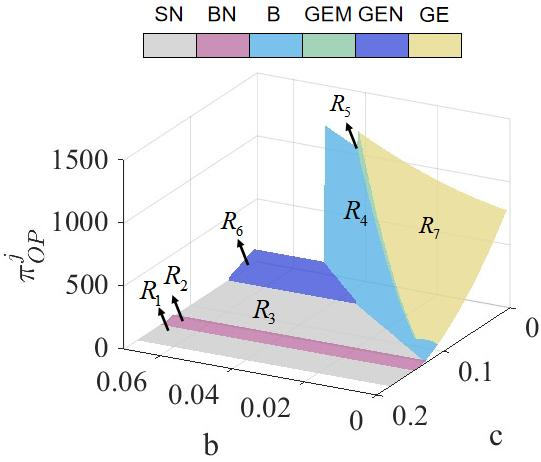 SN BN B GEM GEN GE
R5
1500
R4
1000
R6
R7
π^j_OP
500
R1 R2
R3
0
0
0.06
0.1
0.04
0.02
0 0.2
b
c